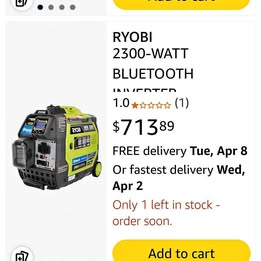 RYOBI
2300-WATT
BLUETOOTH
INVERTER
1.0 (1)
$713.89
FREE delivery Tue, Apr 8
Or fastest delivery Wed,
Apr 2
Only 1 left in stock -
order soon.
Add to cart